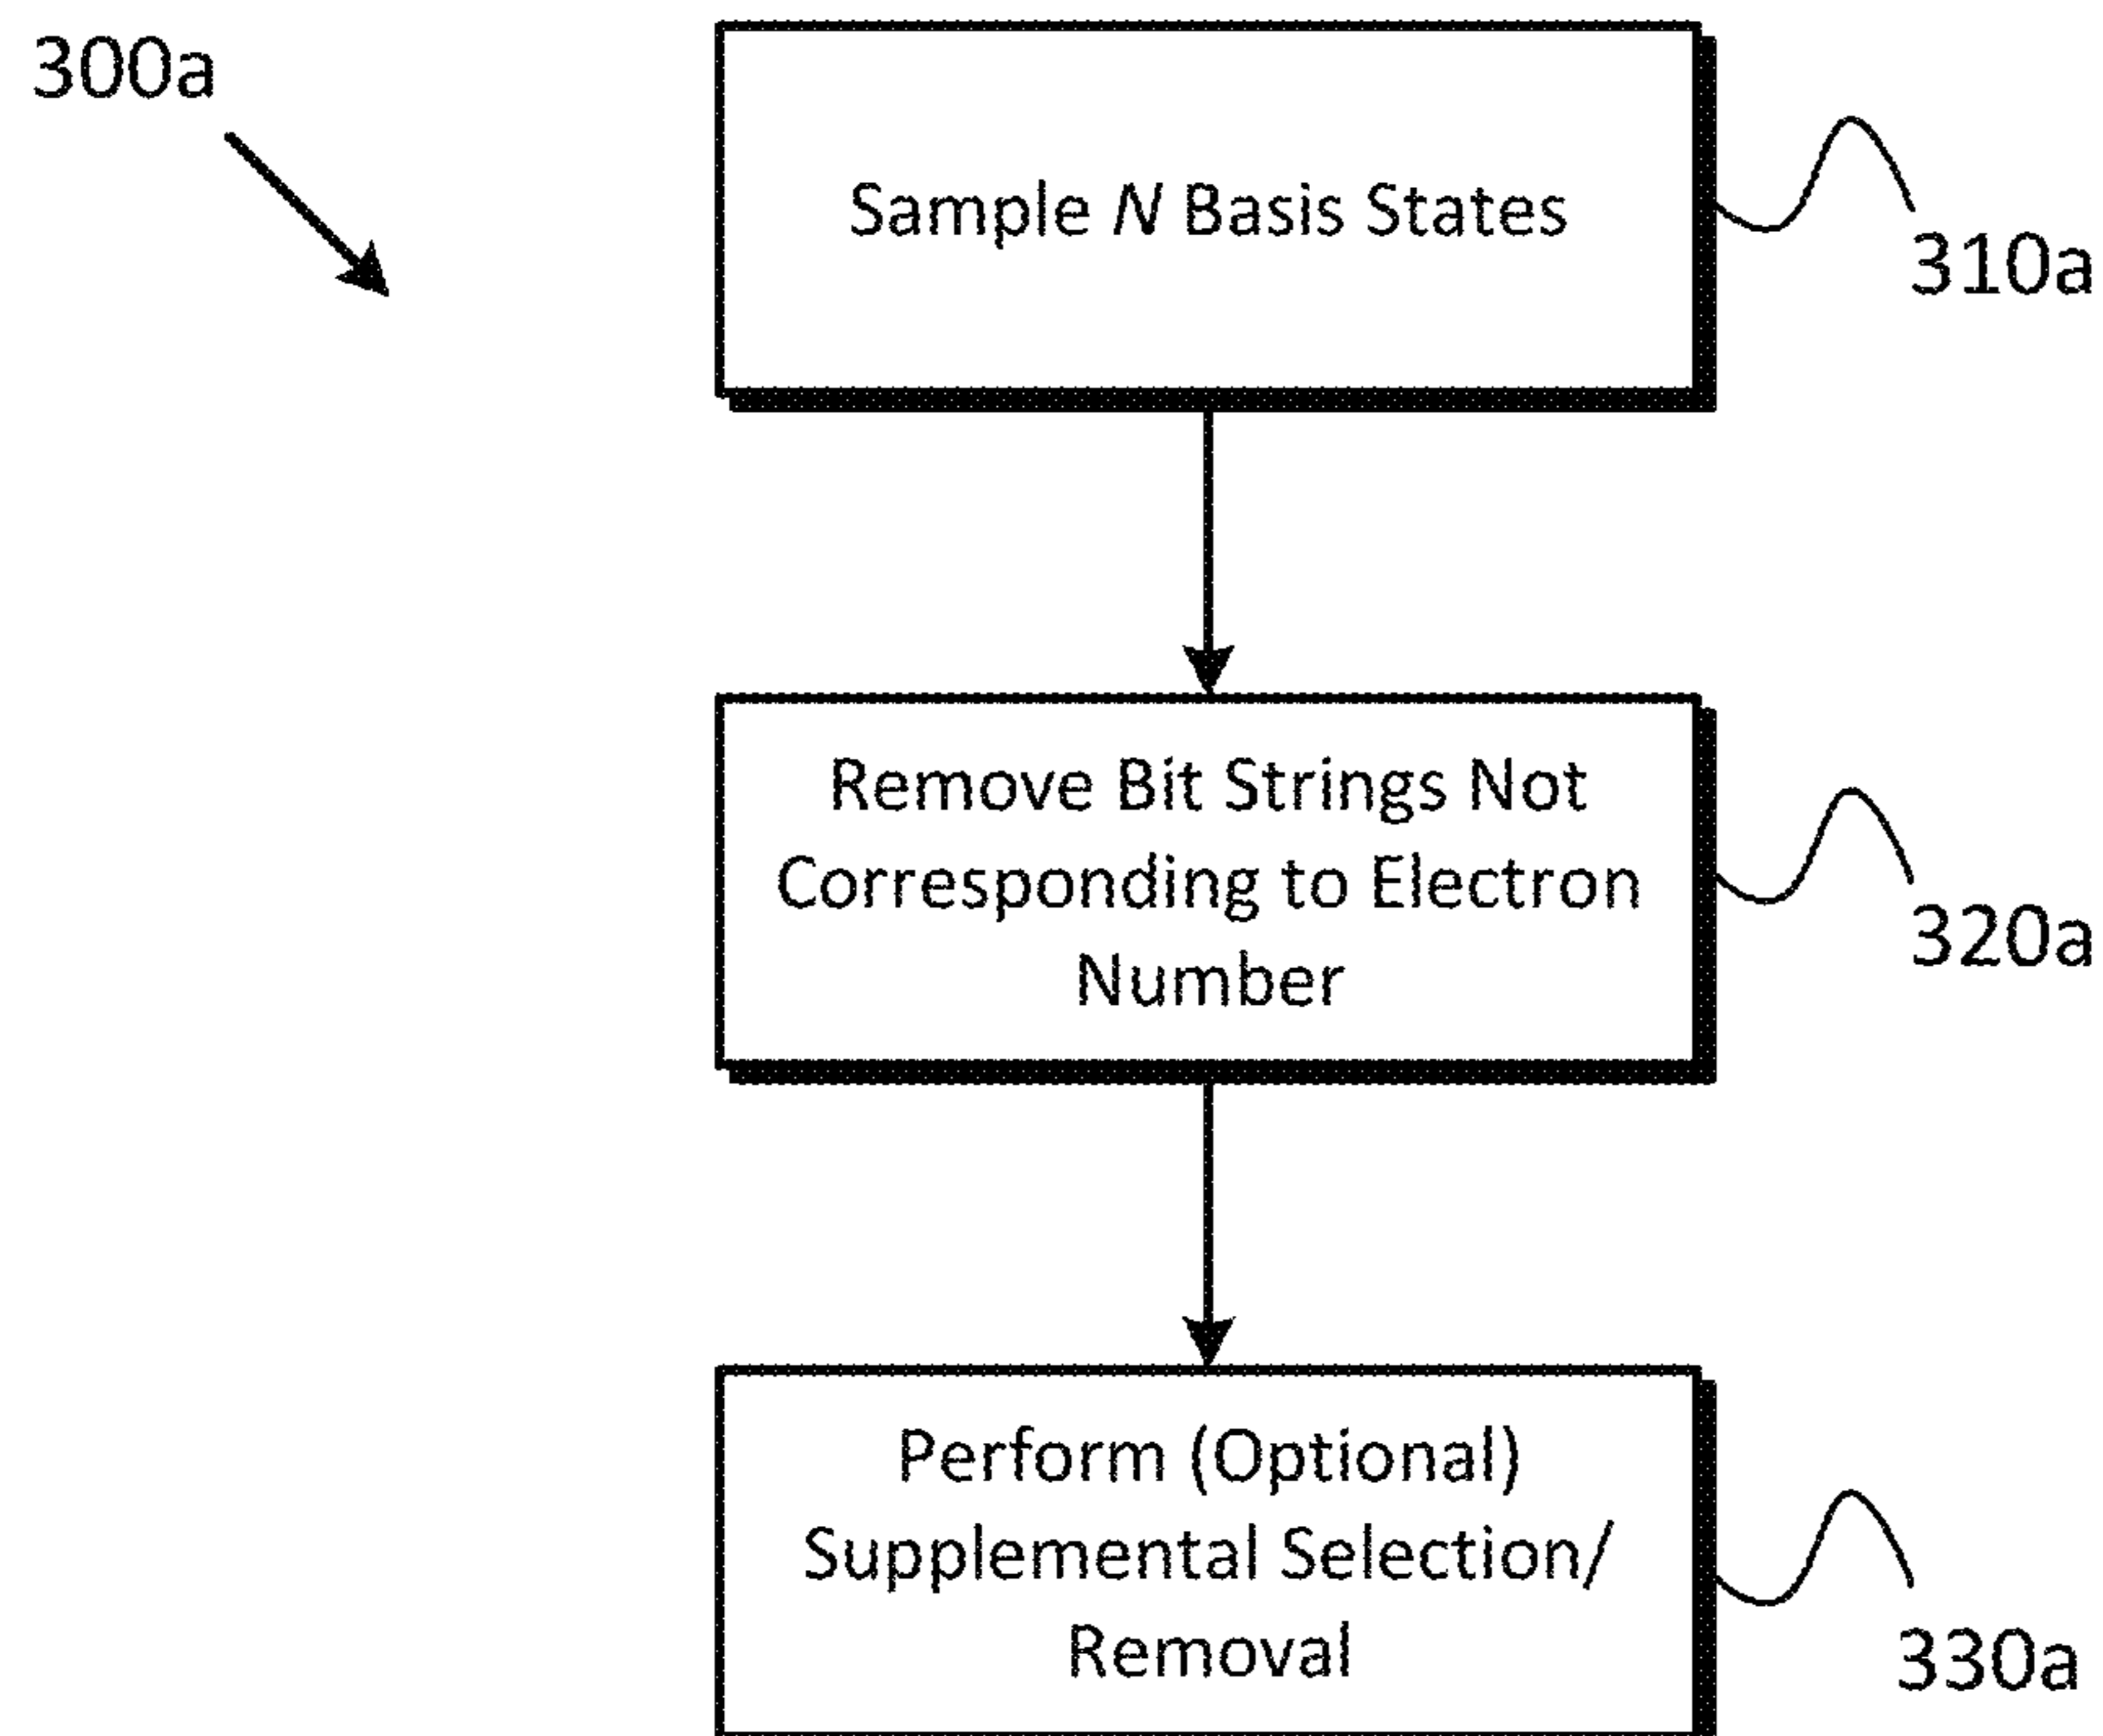 300a
Sample N Basis States
310a
Remove Bit Strings Not
Corresponding to Electron
Number
320a
Perform (Optional)
Supplemental Selection/
Removal
330a